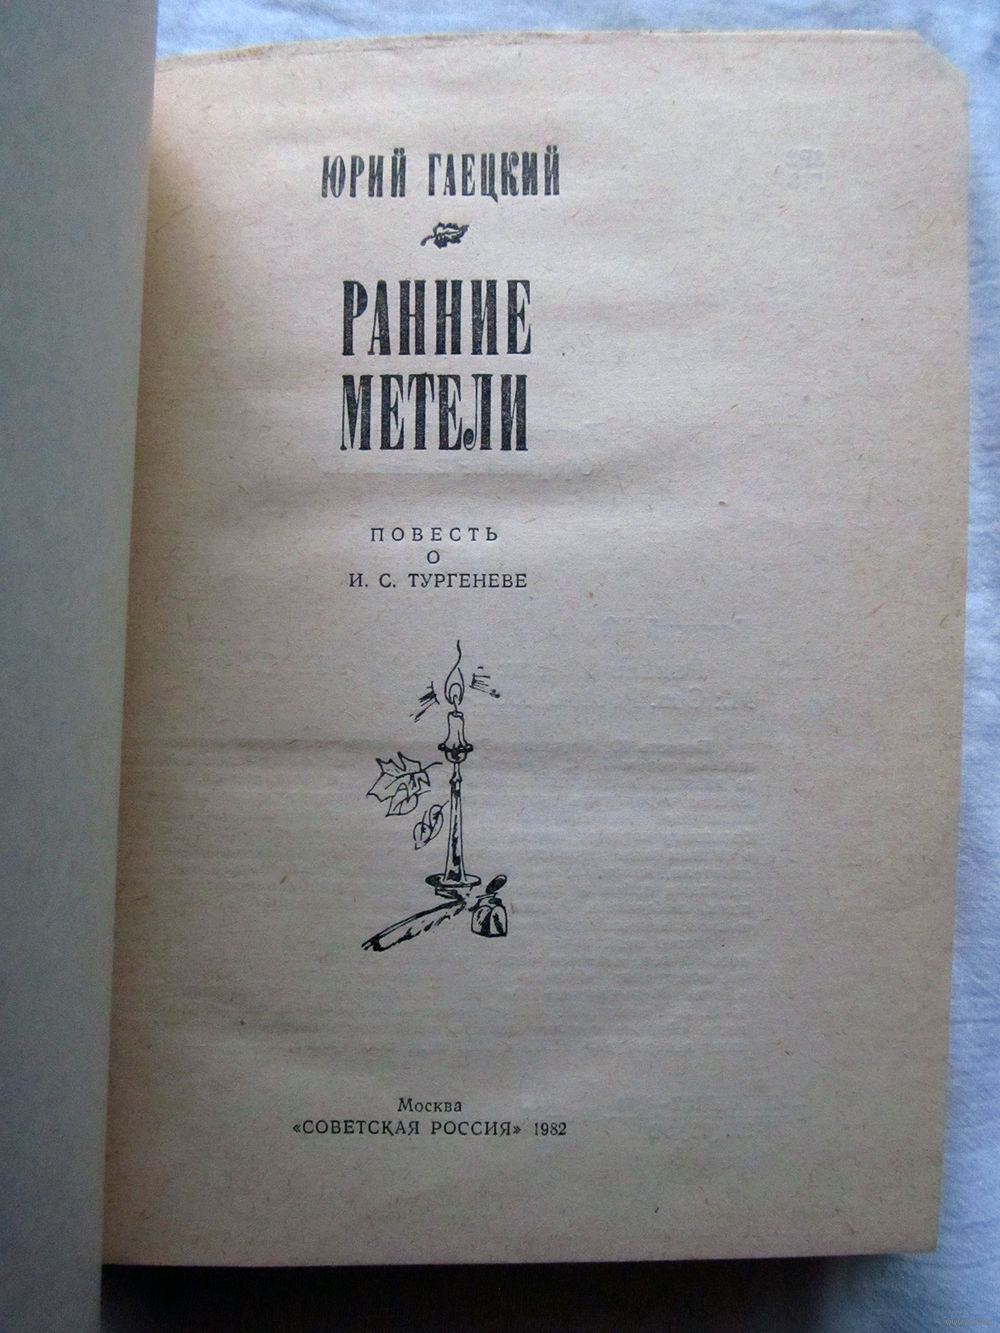 ЮРИЙ ГАЕЦКИЙ
РАННИЕ
МЕТЕЛИ
ПОВЕСТЬ
О
И. С. ТУРГЕНЕВЕ
Москва
«СОВЕТСКАЯ РОССИЯ» 1982